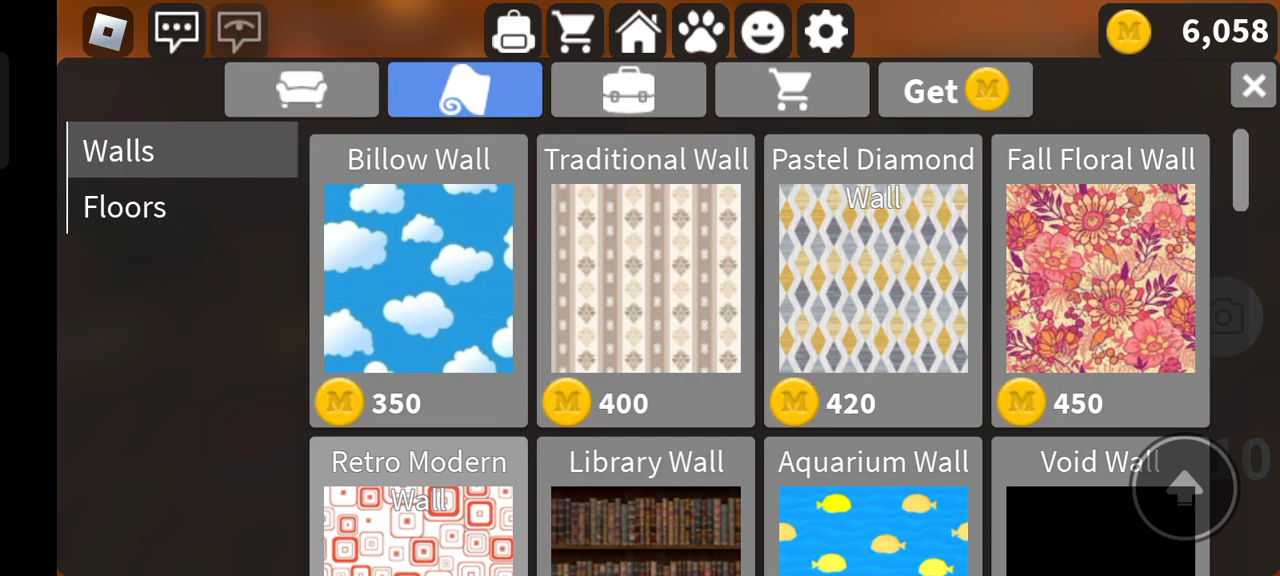 6,058
Get
Walls
Floors
Billow Wall
Traditional Wall
Pastel Diamond
Wall
Fall Floral Wall
M 350
M 400
M 420
M 450
Retro Modern
Wall
Library Wall
Aquarium Wall
Void Wall